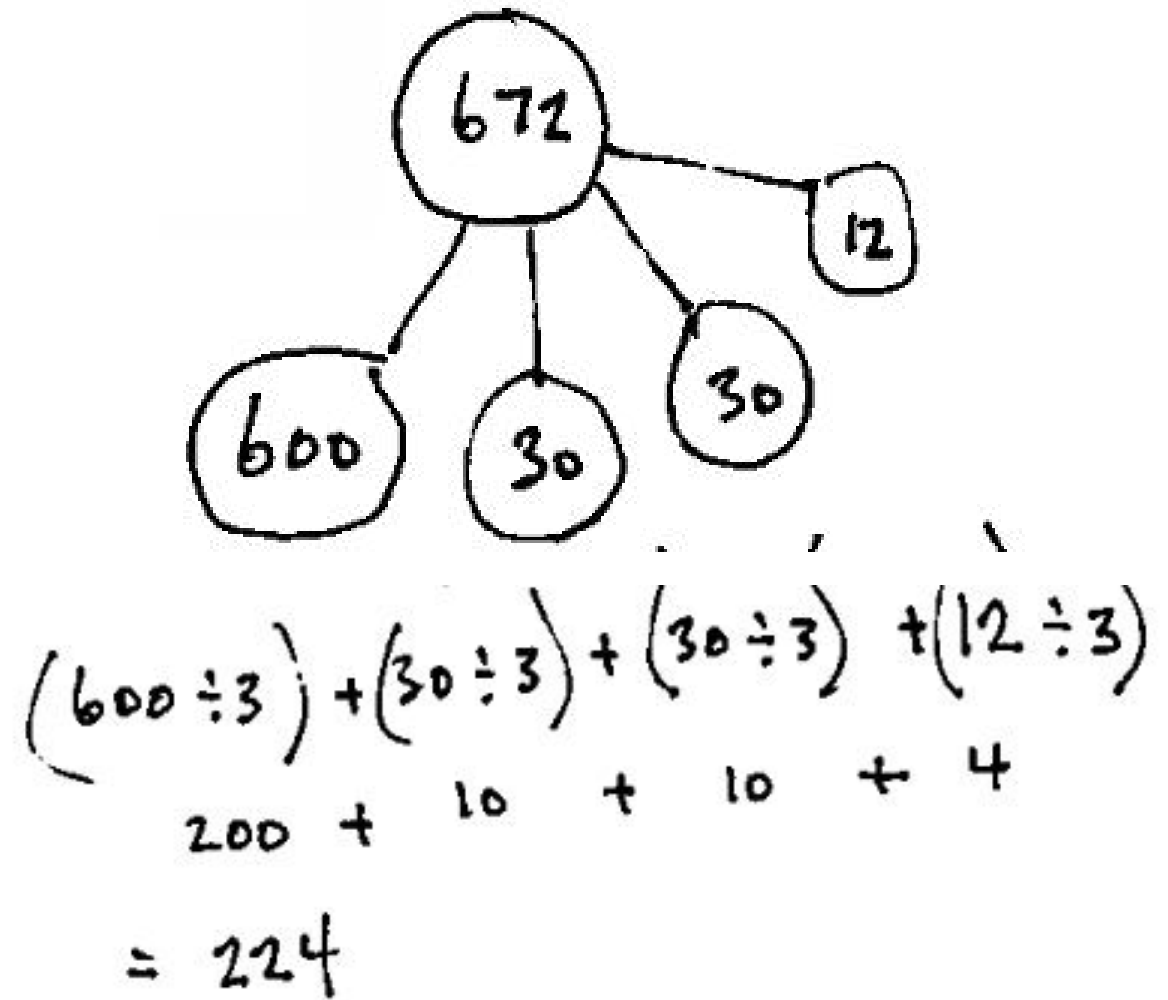 672
12
600 30 30
(600 ÷ 3) + (30 ÷ 3) + (30 ÷ 3) + (12 ÷ 3)
200 + 10 + 10 + 4
= 224